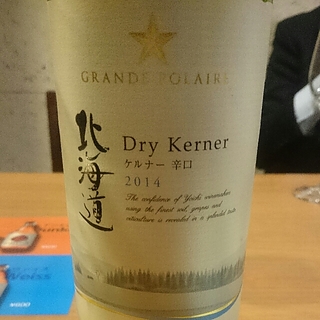 GRANDE POLAIRE
北海道
Dry Kerner
ケルナー 辛口
2014
The confidence of Yoichi winemakers
using the finest soil, grapes and
viticulture is revealed in a splendid taste
Weiss